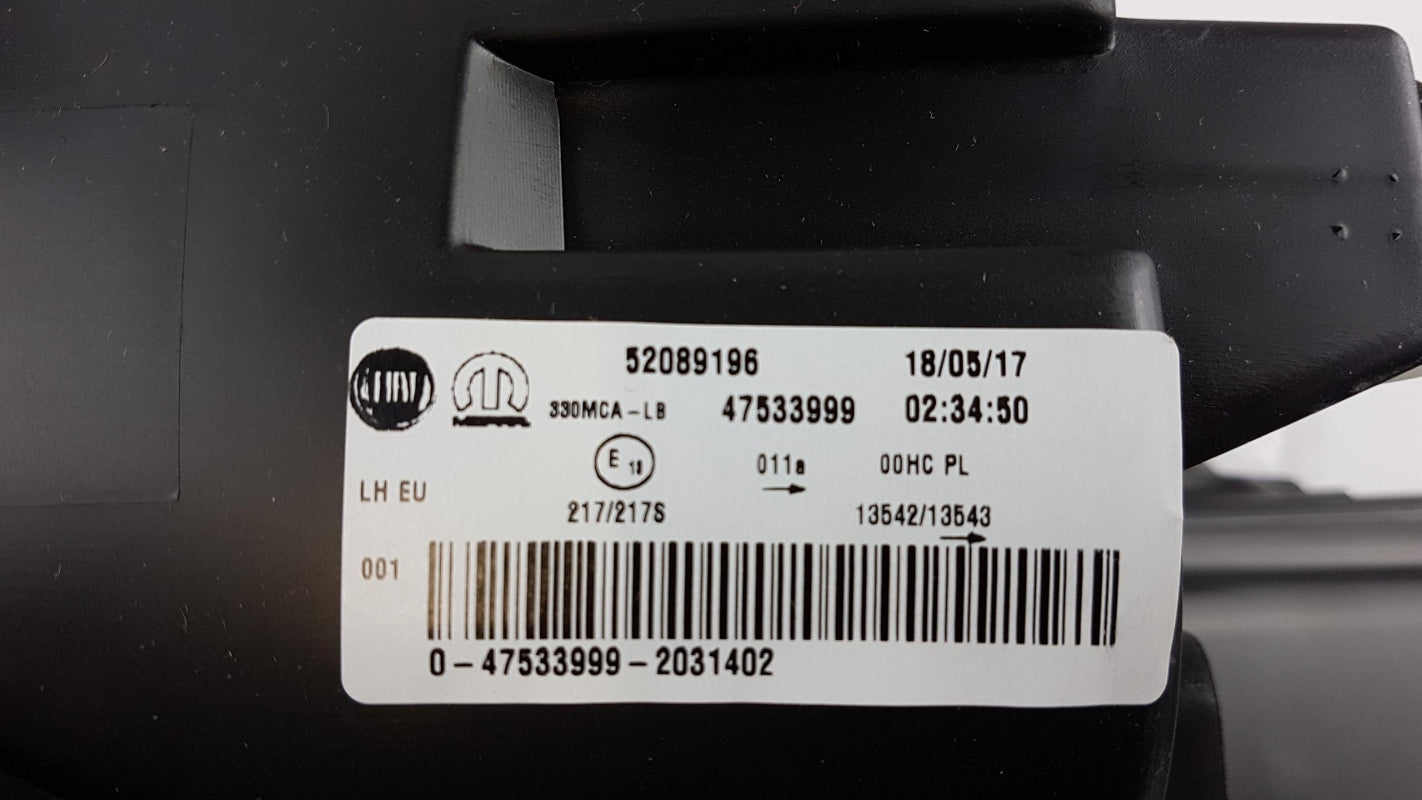 52089196 18/05/17
FIAT 330MCA-LB 47533999 02:34:50
E 011a 00HC PL
LH EU
217/217S 13542/13543
001
0-47533999-2031402